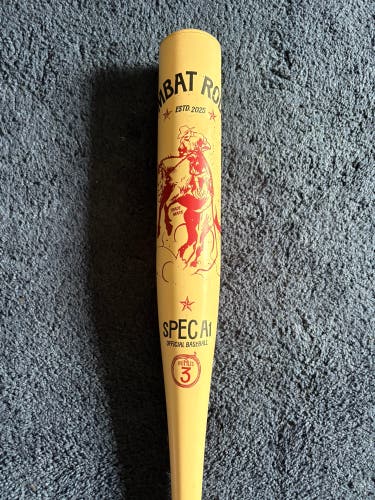 MBAT RO
ESTD 2025
SPEC A1
OFFICIAL BASEBALL
3